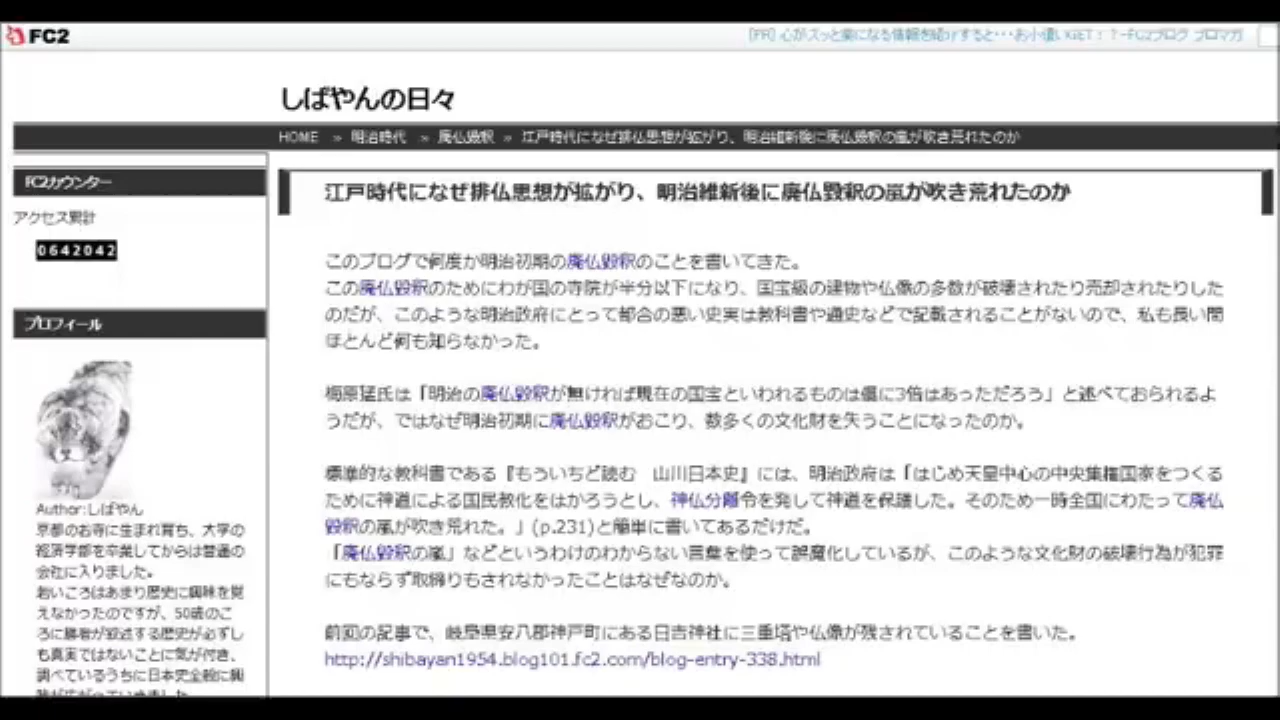 FC2
[PR] 心がズッと楽になる情報を紹介すると・・・お小遣いGET！？-FC2ブログ ブロマガ
しばやんの日々
HOME » 明治時代 » 廃仏毀釈 » 江戸時代になぜ排仏思想が拡がり、明治維新後に廃仏毀釈の嵐が吹き荒れたのか
FC2カウンター
アクセス累計
0642042
プロフィール
Author:しばやん
京都のお寺に生まれ育ち、大学の
経済学部を卒業してからは普通の
会社に入りました。
若いころはあまり歴史に興味を覚
えなかったのですが、50歳のこ
ろに勝者が叙述する歴史が必ずし
も真実ではないことに気が付き、
調べているうちに日本史全般に興
味が広がっていきました。
江戸時代になぜ排仏思想が拡がり、明治維新後に廃仏毀釈の嵐が吹き荒れたのか
このブログで何度か明治初期の廃仏毀釈のことを書いてきた。
この廃仏毀釈のためにわが国の寺院が半分以下になり、国宝級の建物や仏像の多数が破壊されたり売却されたりした
のだが、このような明治政府にとって都合の悪い史実は教科書や通史などで記載されることがないので、私も長い間
ほとんど何も知らなかった。
梅原猛氏は「明治の廃仏毀釈が無ければ現在の国宝といわれるものは優に3倍はあっただろう」と述べておられるよ
うだが、ではなぜ明治初期に廃仏毀釈がおこり、数多くの文化財を失うことになったのか。
標準的な教科書である『もういちど読む　山川日本史』には、明治政府は「はじめ天皇中心の中央集権国家をつくる
ために神道による国民教化をはかろうとし、神仏分離令を発して神道を保護した。そのため一時全国にわたって廃仏
毀釈の嵐が吹き荒れた。」(p.231)と簡単に書いてあるだけだ。
「廃仏毀釈の嵐」などというわけのわからない言葉を使って誤魔化しているが、このような文化財の破壊行為が犯罪
にもならず取締りもされなかったことはなぜなのか。
前回の記事で、岐阜県安八郡神戸町にある日吉神社に三重塔や仏像が残されていることを書いた。
http://shibayan1954.blog101.fc2.com/blog-entry-338.html